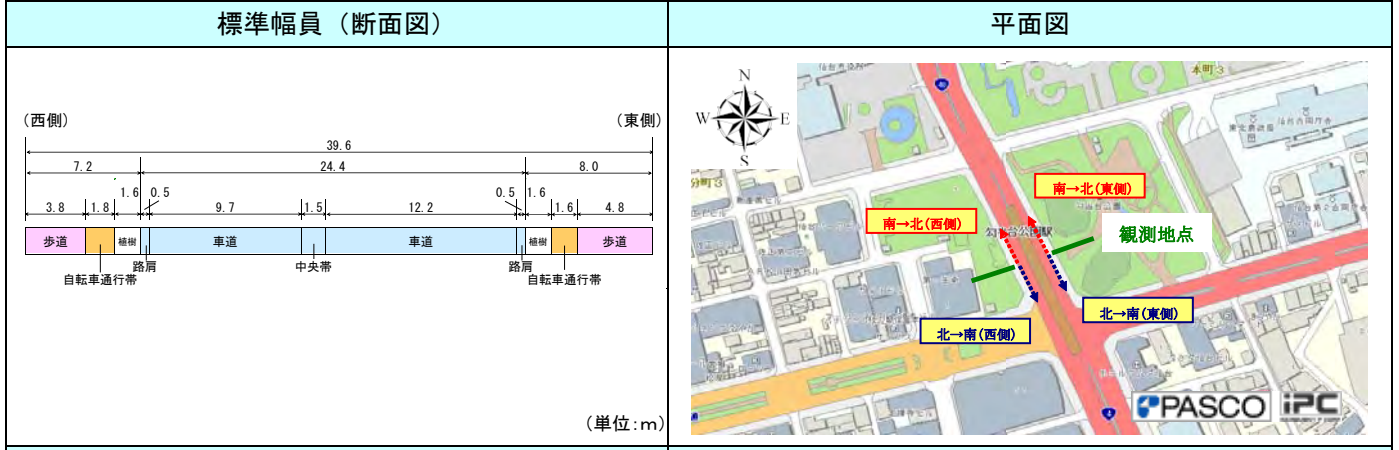 標準幅員（断面図）
平面図
（西側）
（東側）
39.6
7.2
24.4
8.0
1.6
0.5
0.5
1.6
3.8
1.8
9.7
1.5
12.2
1.6
4.8
歩道
植樹
車道
車道
植樹
歩道
自転車通行帯
路肩
中央帯
路肩
自転車通行帯
（単位：m）
N
W
E
S
本町3
南→北(東側)
南→北(西側)
観測地点
北→南(東側)
北→南(西側)
PASCO
iPC